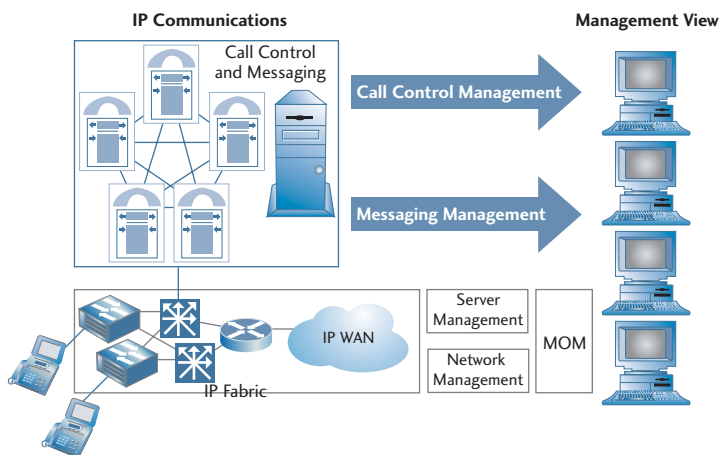 IP Communications
Management View
Call Control
and Messaging
Call Control Management
Messaging Management
Server
Management
Network
Management
MOM
IP WAN
IP Fabric